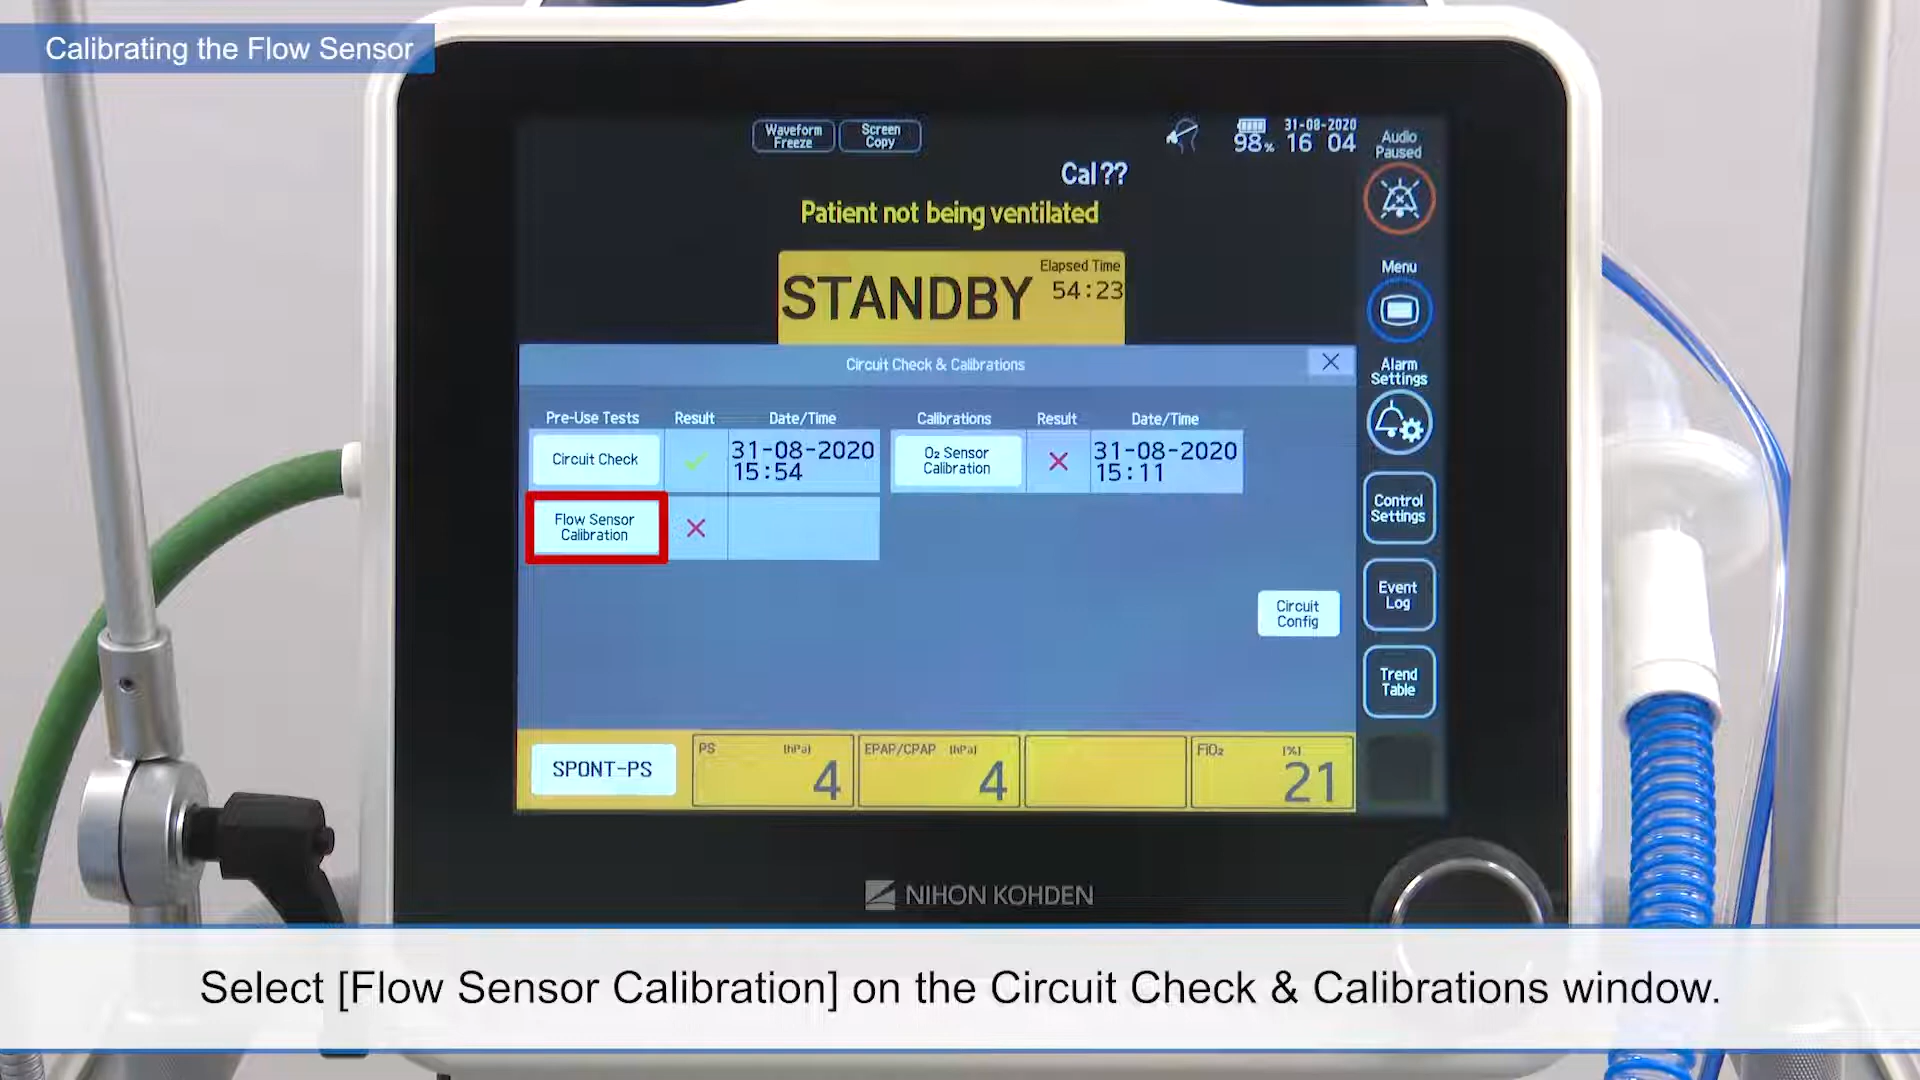 Calibrating the Flow Sensor
Waveform
Freeze
Screen
Copy
98%
31-08-2020
16 04
Audio
Paused
Cal ??
Patient not being ventilated
STANDBY
Elapsed Time
54:23
Menu
Circuit Check & Calibrations
Alarm
Settings
Pre-Use Tests Result Date/Time
Calibrations Result Date/Time
Circuit Check
31-08-2020
15:54
O₂ Sensor
Calibration
31-08-2020
15:11
Flow Sensor
Calibration
Control
Settings
Event
Log
Circuit
Config
Trend
Table
SPONT-PS
PS (hPa)
4
EPAP/CPAP (hPa)
4
FiO₂ (%)
21
NIHON KOHDEN
Select [Flow Sensor Calibration] on the Circuit Check & Calibrations window.